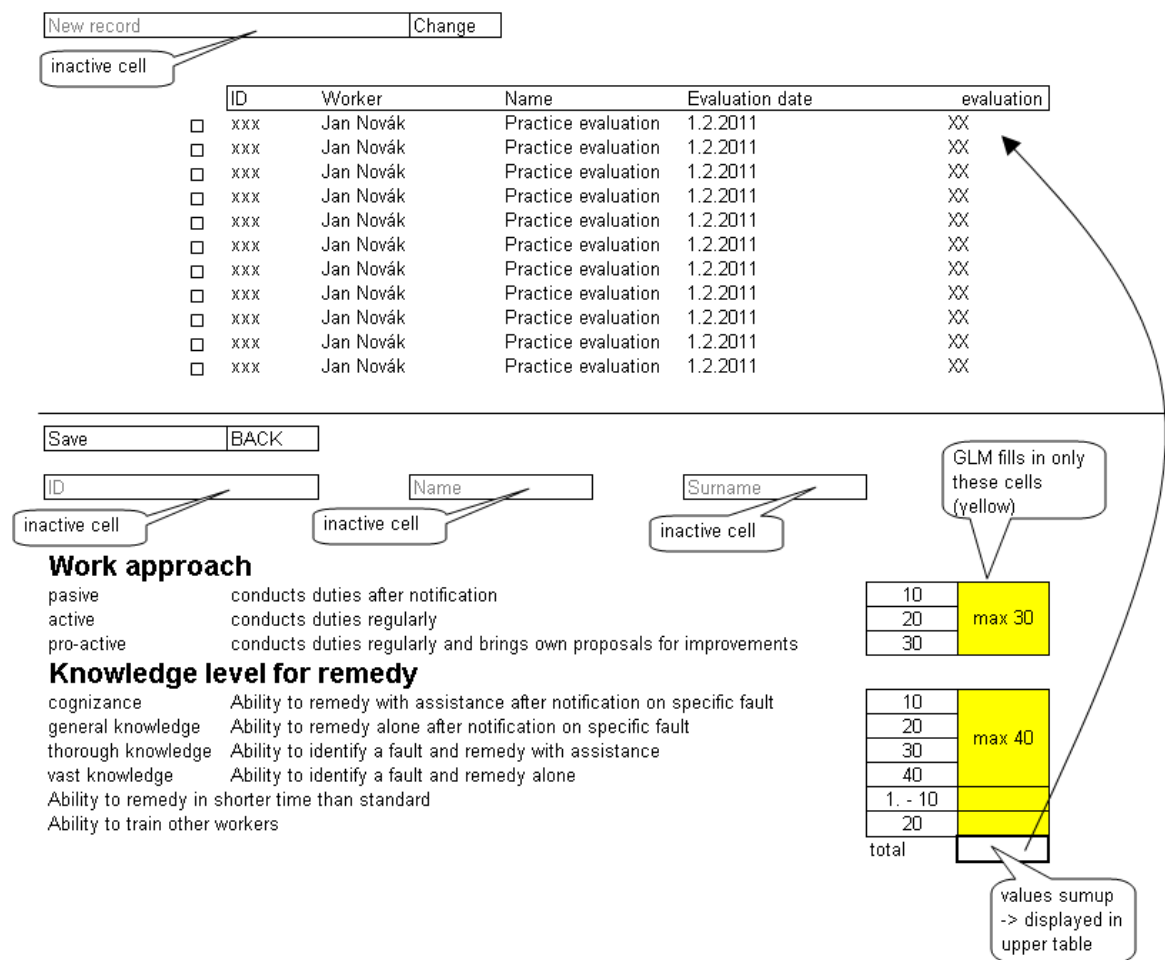 New record Change
inactive cell
ID Worker Name Evaluation date evaluation
xxx Jan Novák Practice evaluation 1.2.2011 XX
xxx Jan Novák Practice evaluation 1.2.2011 XX
xxx Jan Novák Practice evaluation 1.2.2011 XX
xxx Jan Novák Practice evaluation 1.2.2011 XX
xxx Jan Novák Practice evaluation 1.2.2011 XX
xxx Jan Novák Practice evaluation 1.2.2011 XX
xxx Jan Novák Practice evaluation 1.2.2011 XX
xxx Jan Novák Practice evaluation 1.2.2011 XX
xxx Jan Novák Practice evaluation 1.2.2011 XX
xxx Jan Novák Practice evaluation 1.2.2011 XX
xxx Jan Novák Practice evaluation 1.2.2011 XX
Save BACK
GLM fills in only
these cells
(yellow)
ID Name Surname
inactive cell inactive cell inactive cell
Work approach
pasive conducts duties after notification 10
active conducts duties regularly 20 max 30
pro-active conducts duties regularly and brings own proposals for improvements 30
Knowledge level for remedy
cognizance Ability to remedy with assistance after notification on specific fault 10
general knowledge Ability to remedy alone after notification on specific fault 20
thorough knowledge Ability to identify a fault and remedy with assistance 30 max 40
vast knowledge Ability to identify a fault and remedy alone 40
Ability to remedy in shorter time than standard 1. - 10
Ability to train other workers 20
total
values sumup
-> displayed in
upper table